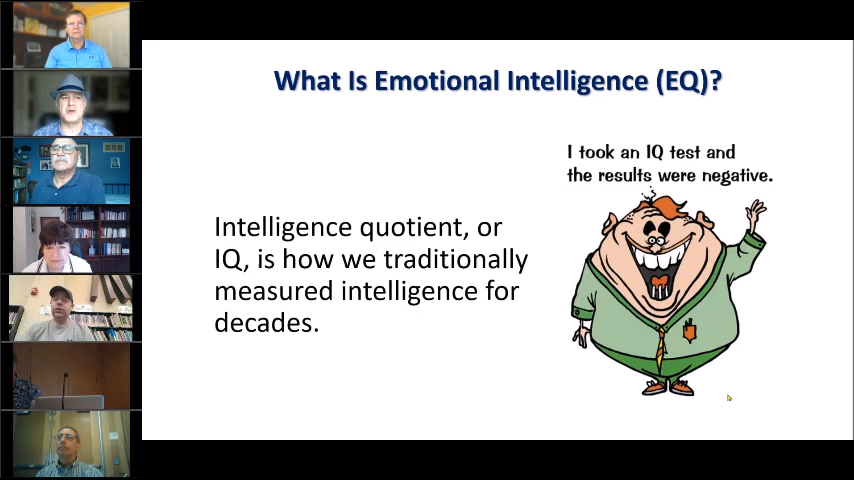 What Is Emotional Intelligence (EQ)?
I took an IQ test and
the results were negative.
Intelligence quotient, or
IQ, is how we traditionally
measured intelligence for
decades.